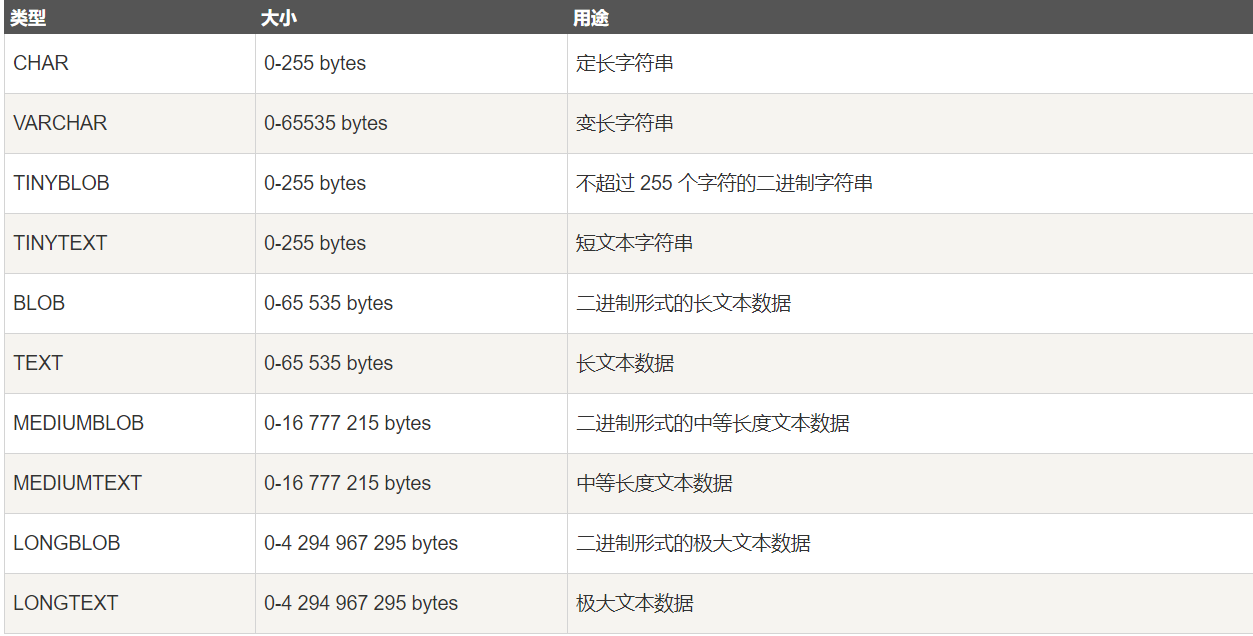 类型 大小 用途
CHAR 0-255 bytes 定长字符串
VARCHAR 0-65535 bytes 变长字符串
TINYBLOB 0-255 bytes 不超过 255 个字符的二进制字符串
TINYTEXT 0-255 bytes 短文本字符串
BLOB 0-65 535 bytes 二进制形式的长文本数据
TEXT 0-65 535 bytes 长文本数据
MEDIUMBLOB 0-16 777 215 bytes 二进制形式的中等长度文本数据
MEDIUMTEXT 0-16 777 215 bytes 中等长度文本数据
LONGBLOB 0-4 294 967 295 bytes 二进制形式的极大文本数据
LONGTEXT 0-4 294 967 295 bytes 极大文本数据